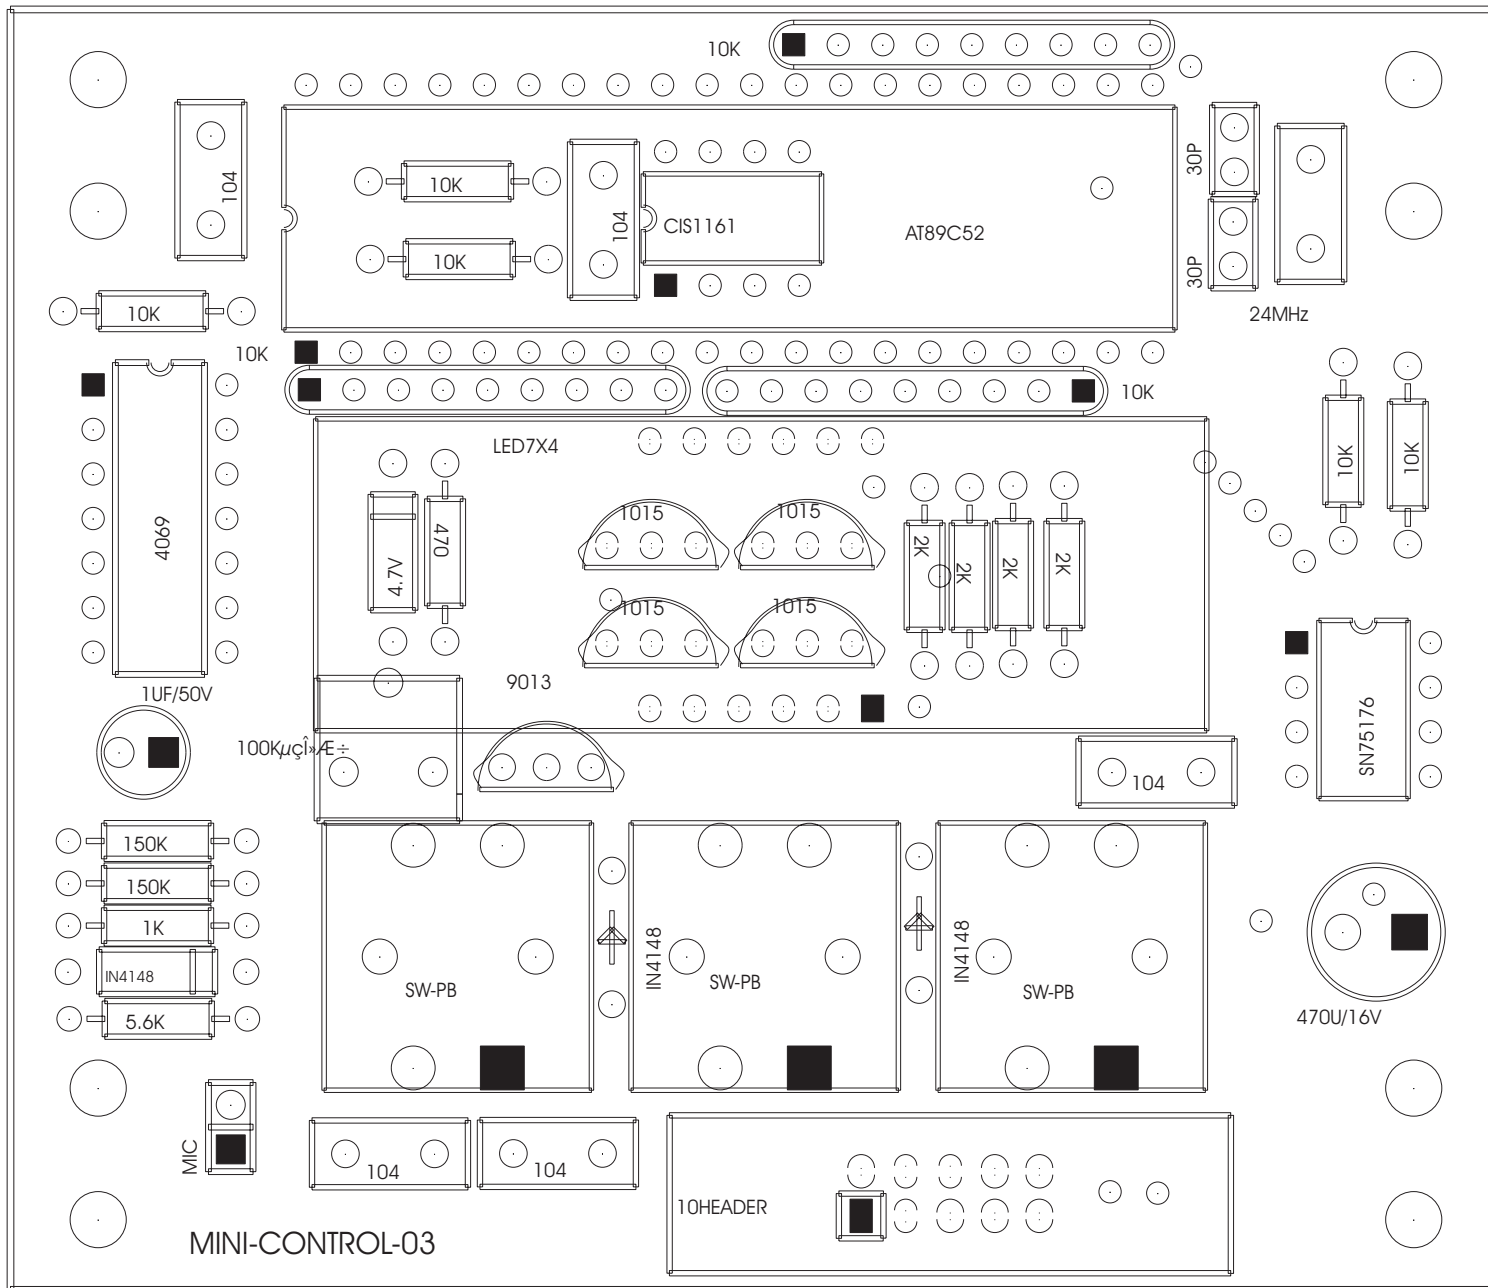 10K
104
10K
104
CIS1161
AT89C52
30P
10K
30P
10K
24MHz
10K
10K
LED7X4
10K
10K
1015
1015
4069
470
4.7V
2K
2K
2K
2K
1015
1015
9013
1UF/50V
SN75176
100KµçÎ»Æ÷
104
150K
150K
1K
IN4148
IN4148
IN4148
SW-PB
SW-PB
SW-PB
5.6K
470U/16V
MIC
104
104
10HEADER
MINI-CONTROL-03